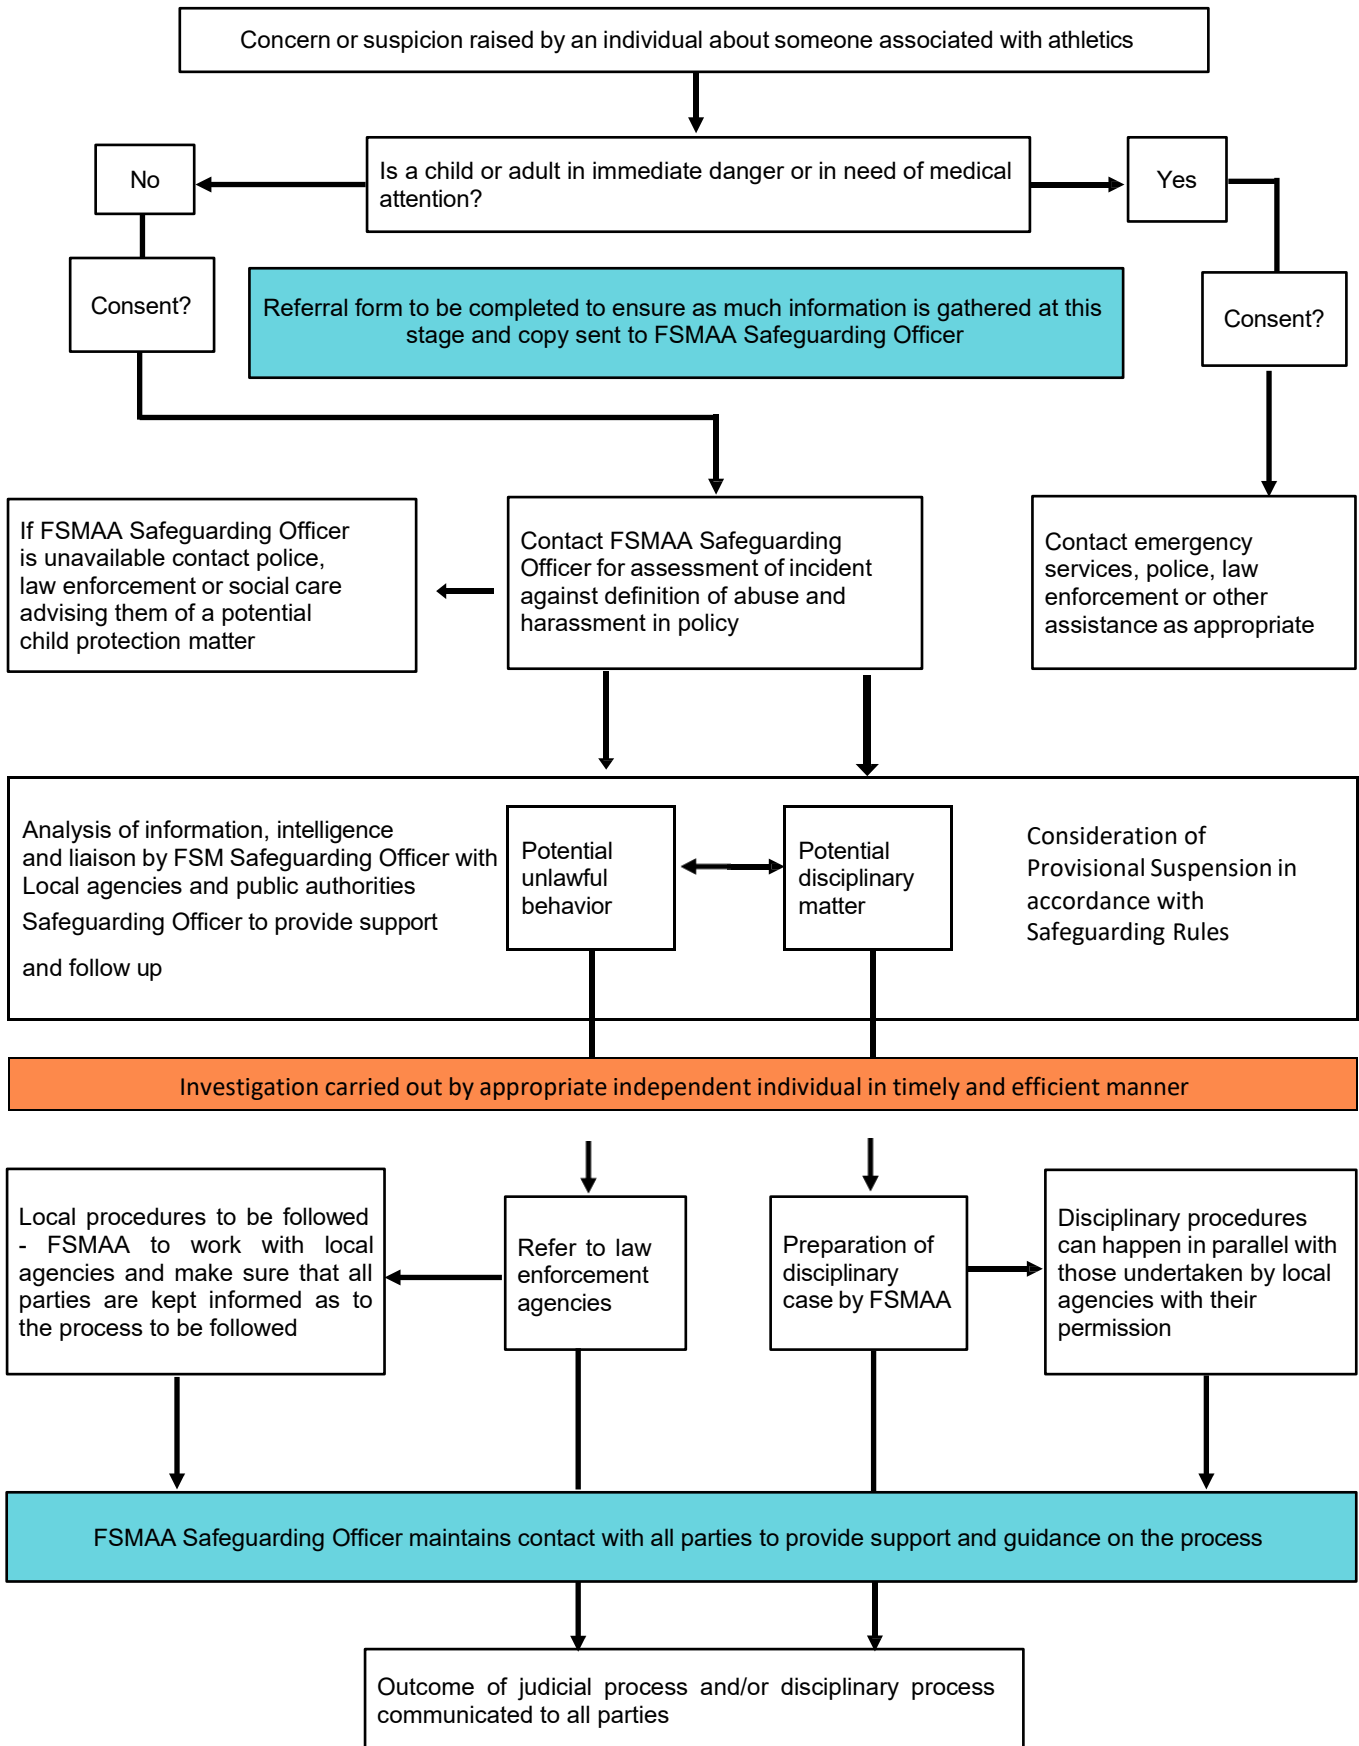 Concern or suspicion raised by an individual about someone associated with athletics
No
Is a child or adult in immediate danger or in need of medical
attention?
Yes
Consent?
Referral form to be completed to ensure as much information is gathered at this
stage and copy sent to FSMAA Safeguarding Officer
Consent?
If FSMAA Safeguarding Officer
is unavailable contact police,
law enforcement or social care
advising them of a potential
child protection matter
Contact FSMAA Safeguarding
Officer for assessment of incident
against definition of abuse and
harassment in policy
Contact emergency
services, police, law
enforcement or other
assistance as appropriate
Analysis of information, intelligence
and liaison by FSM Safeguarding Officer with
Local agencies and public authorities
Safeguarding Officer to provide support
and follow up
Potential
unlawful
behavior
Potential
disciplinary
matter
Consideration of
Provisional Suspension in
accordance with
Safeguarding Rules
Investigation carried out by appropriate independent individual in timely and efficient manner
Local procedures to be followed
- FSMAA to work with local
agencies and make sure that all
parties are kept informed as to
the process to be followed
Refer to law
enforcement
agencies
Preparation of
disciplinary
case by FSMAA
Disciplinary procedures
can happen in parallel with
those undertaken by local
agencies with their
permission
FSMAA Safeguarding Officer maintains contact with all parties to provide support and guidance on the process
Outcome of judicial process and/or disciplinary process
communicated to all parties